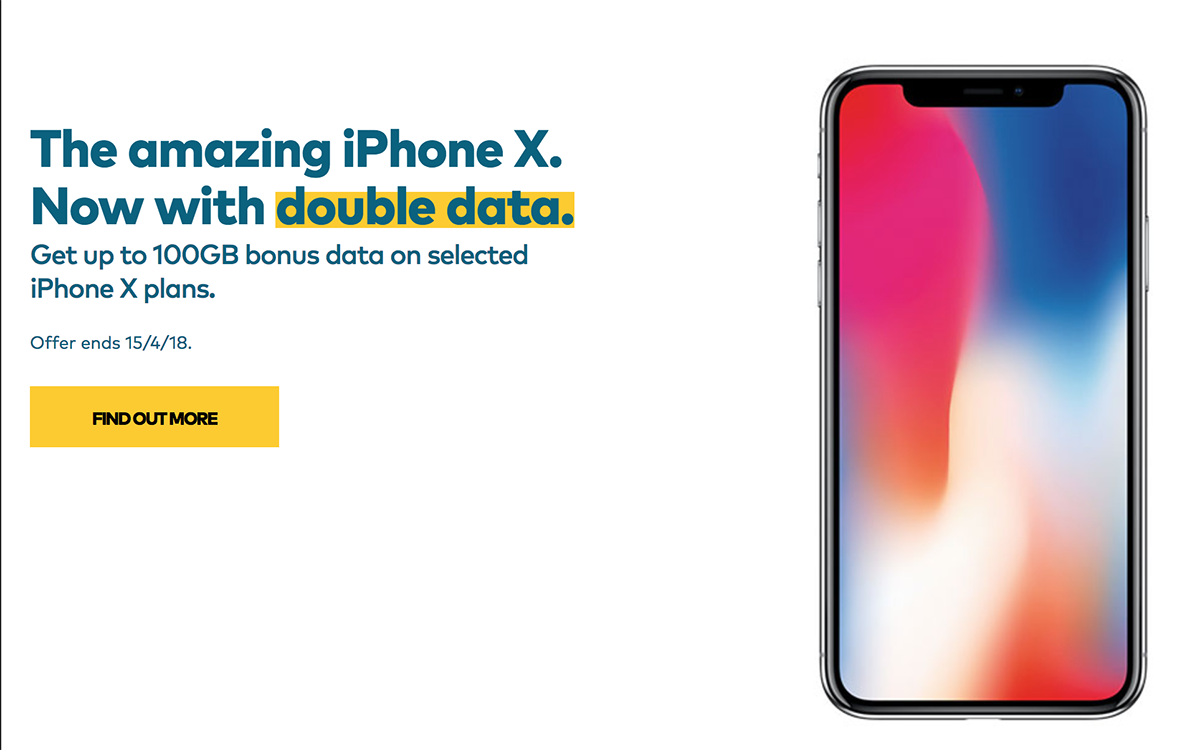 The amazing iPhone X.
Now with double data.
Get up to 100GB bonus data on selected
iPhone X plans.
Offer ends 15/4/18.
FIND OUT MORE